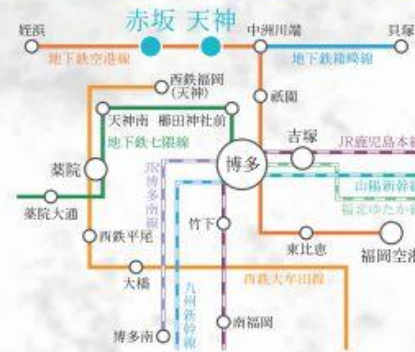 赤坂 天神
姪浜
中洲川端
貝塚
地下鉄空港線
地下鉄箱崎線
西鉄福岡
(天神)
祇園
天神南
櫛田神社前
吉塚
JR鹿児島本線
地下鉄七隈線
薬院
博多
山陽新幹線
福北ゆたか線
薬院大通
JR博多南線
竹下
西鉄平尾
東比恵
福岡空港
大橋
西鉄大牟田線
九州新幹線
博多南
南福岡